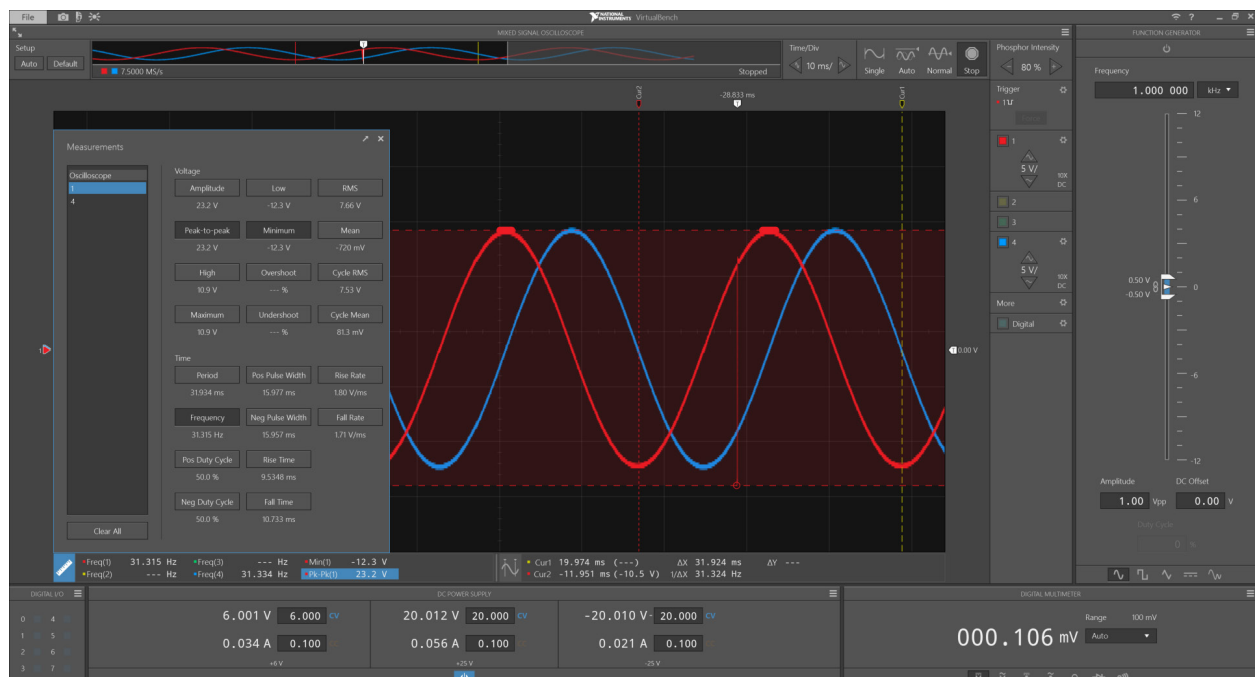 File
NATIONAL INSTRUMENTS VirtualBench
?
MIXED SIGNAL OSCILLOSCOPE
FUNCTION GENERATOR
Setup
Auto Default
7.5000 MS/s
Stopped
Time/Div
10 ms/
Single Auto Normal Stop
Phosphor Intensity
80 %
Trigger
1
Cur2
-28.833 ms
T
Cur1
Frequency
1.000 000 kHz
12
6
0.50 V
-0.50 V
0
-6
-12
1
5 V/
10X
DC
2
3
4
5 V/
10X
DC
More
Digital
1
T 0.00 V
Measurements
Oscilloscope
1
4
Clear All
Voltage
Amplitude Low RMS
23.2 V -12.3 V 7.66 V
Peak-to-peak Minimum Mean
23.2 V -12.3 V -720 mV
High Overshoot Cycle RMS
10.9 V --- % 7.53 V
Maximum Undershoot Cycle Mean
10.9 V --- % 81.3 mV
Time
Period Pos Pulse Width Rise Rate
31.934 ms 15.977 ms 1.80 V/ms
Frequency Neg Pulse Width Fall Rate
31.315 Hz 15.957 ms 1.71 V/ms
Pos Duty Cycle Rise Time
50.0 % 9.5348 ms
Neg Duty Cycle Fall Time
50.0 % 10.733 ms
Amplitude DC Offset
1.00 Vpp 0.00 V
Duty Cycle
0 %
Freq(1) 31.315 Hz Freq(3) --- Hz Min(1) -12.3 V
Freq(2) --- Hz Freq(4) 31.334 Hz Pk-Pk(1) 23.2 V
Cur1 19.974 ms (---) ΔX 31.924 ms ΔY ---
Cur2 -11.951 ms (-10.5 V) 1/ΔX 31.324 Hz
DIGITAL I/O
0 4
1 5
2 6
3 7
DC POWER SUPPLY
6.001 V 6.000 CV 20.012 V 20.000 CV -20.010 V -20.000 CV
0.034 A 0.100 0.056 A 0.100 0.021 A 0.100
+6 V +25 V -25 V
DIGITAL MULTIMETER
Range 100 mV
000.106 mV Auto